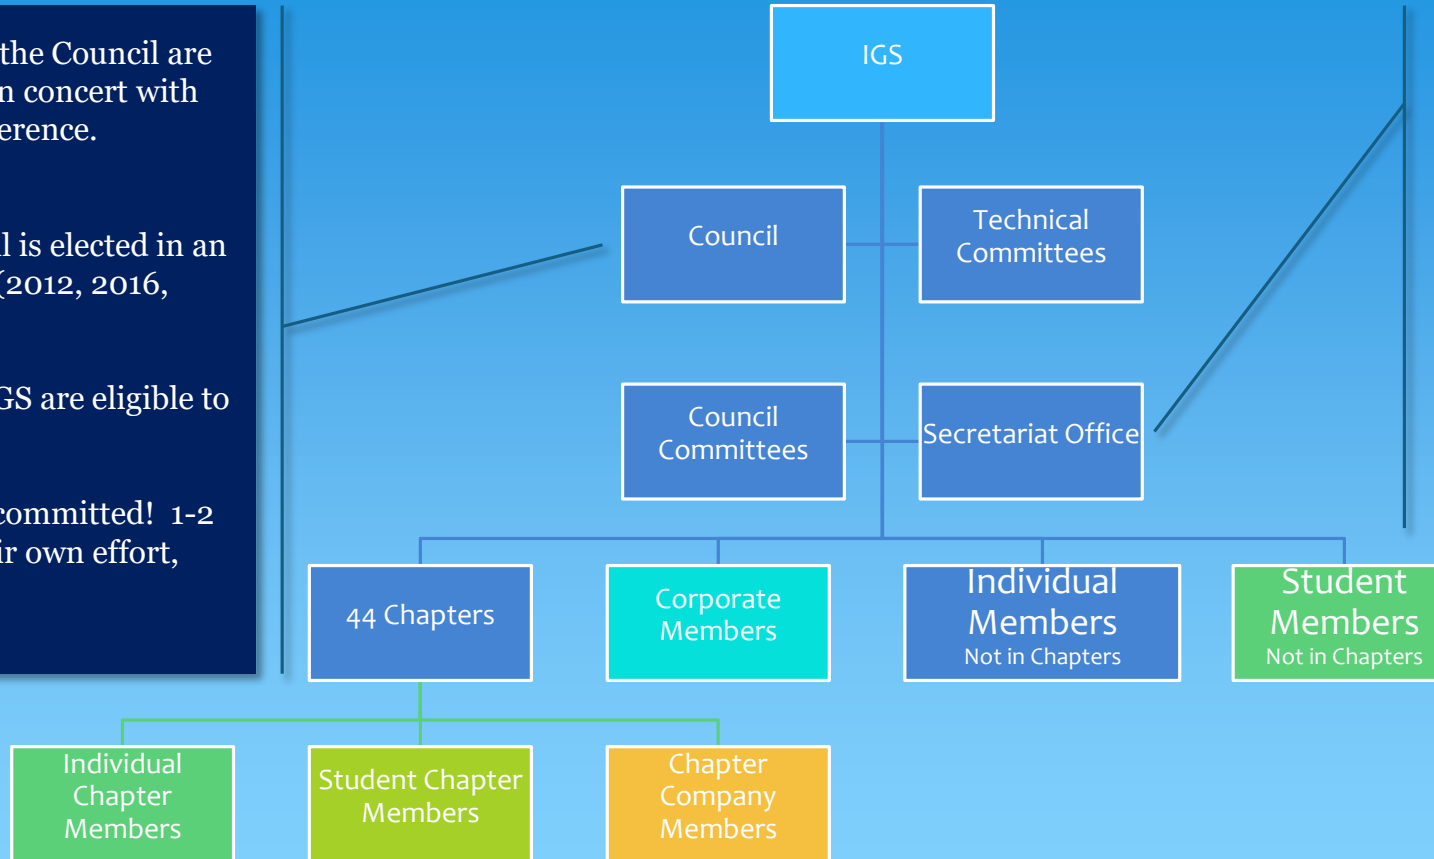 the Council are
n concert with
erence.
l is elected in an
(2012, 2016,
GS are eligible to
committed! 1-2
ir own effort,
IGS
Council
Technical
Committees
Council
Committees
Secretariat Office
44 Chapters
Corporate
Members
Individual
Members
Not in Chapters
Student
Members
Not in Chapters
Individual
Chapter
Members
Student Chapter
Members
Chapter
Company
Members